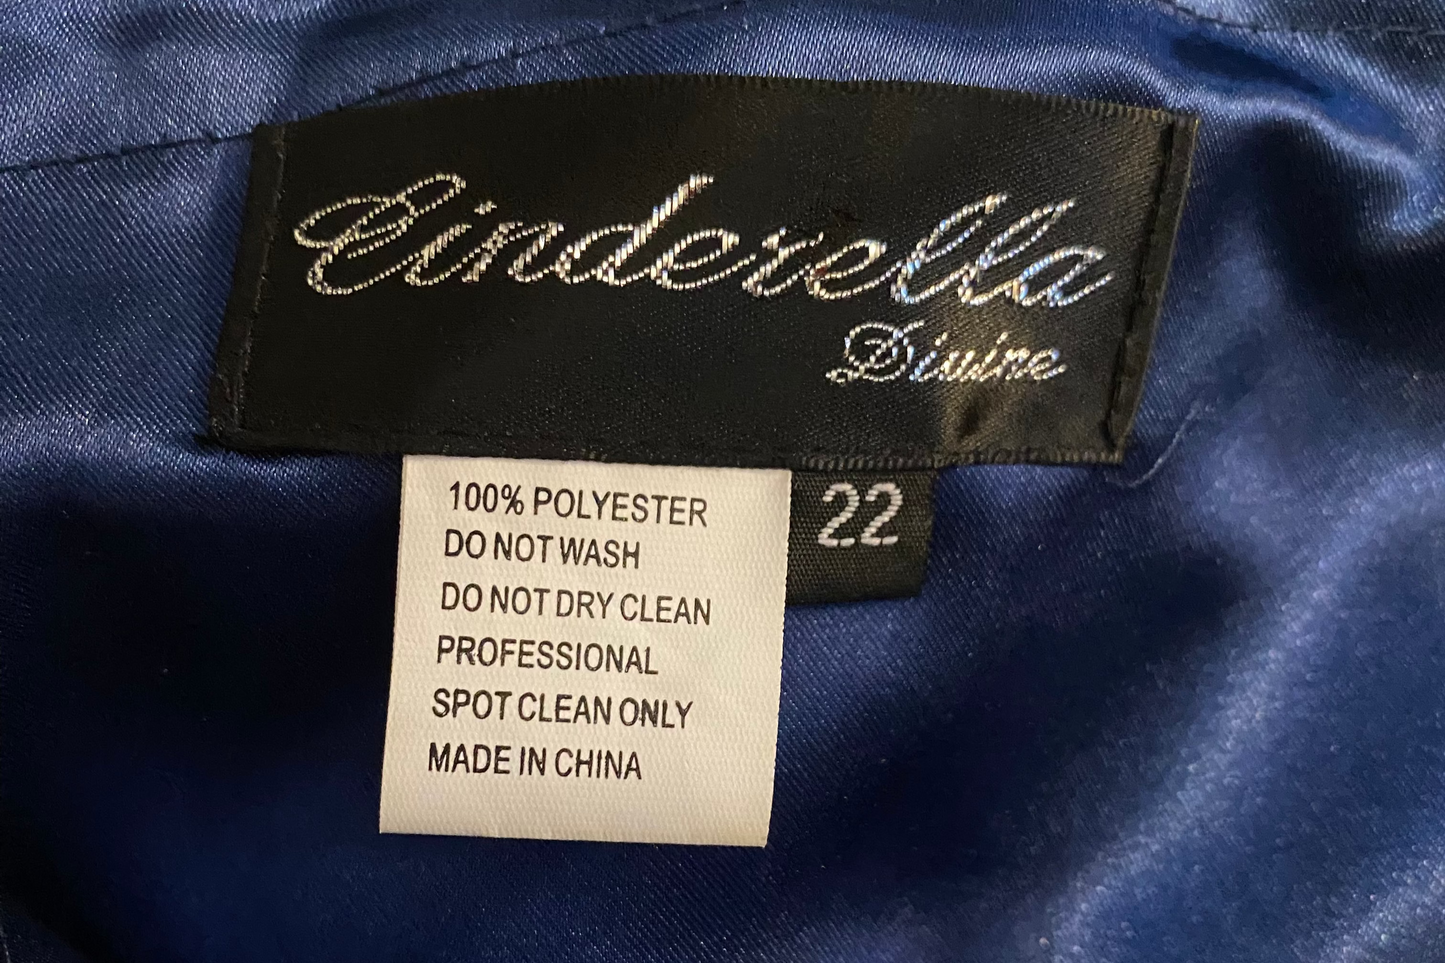 Cinderella
Divine
100% POLYESTER
DO NOT WASH
DO NOT DRY CLEAN
PROFESSIONAL
SPOT CLEAN ONLY
MADE IN CHINA
22